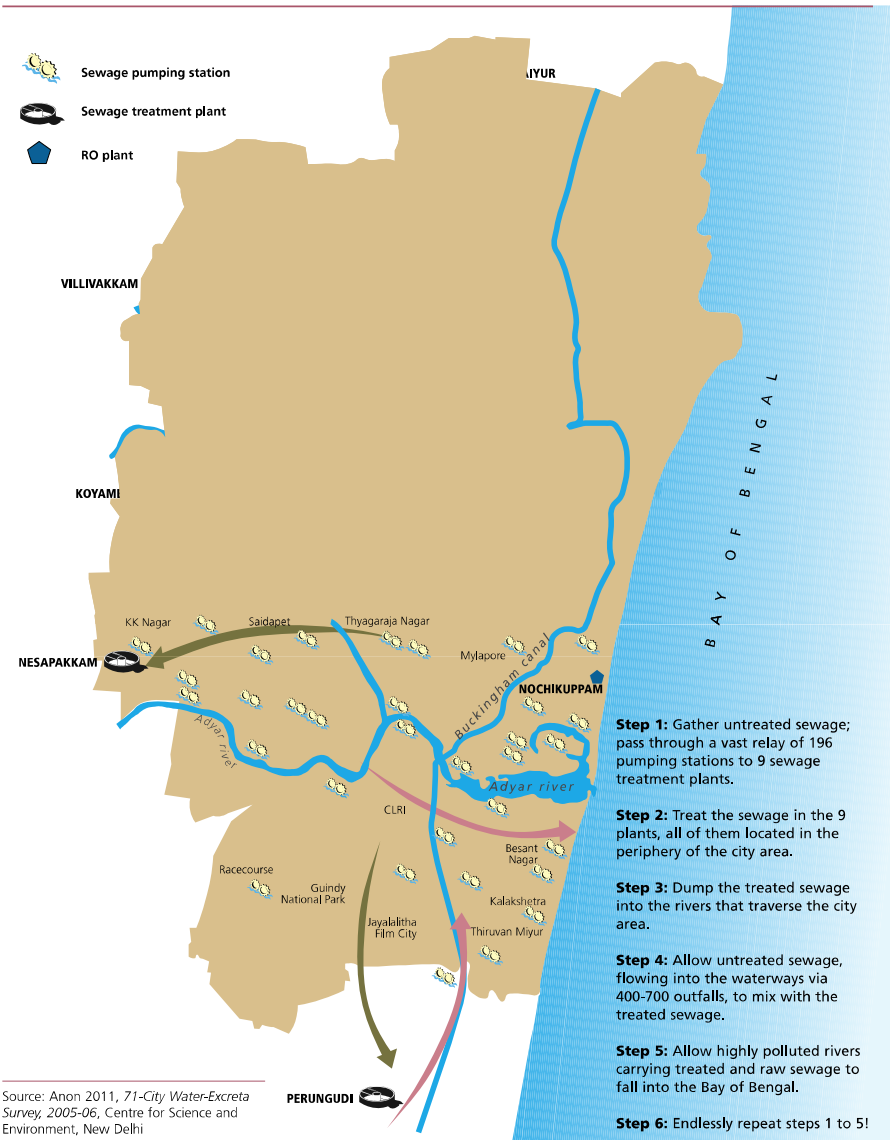 Sewage pumping station
Sewage treatment plant
RO plant
AIYUR
VILLIVAKKAM
KOYAM
BAY OF BENGAL
KK Nagar
Saidapet
Thyagaraja Nagar
NESAPAKKAM
Mylapore
Buckingham canal
NOCHIKUPPAM
Adyar river
Adyar river
CLRI
Besant
Nagar
Racecourse
Guindy
National Park
Kalakshetra
Jayalalitha
Film City
Thiruvan Miyur
PERUNGUDI
Step 1: Gather untreated sewage;
pass through a vast relay of 196
pumping stations to 9 sewage
treatment plants.
Step 2: Treat the sewage in the 9
plants, all of them located in the
periphery of the city area.
Step 3: Dump the treated sewage
into the rivers that traverse the city
area.
Step 4: Allow untreated sewage,
flowing into the waterways via
400-700 outfalls, to mix with the
treated sewage.
Step 5: Allow highly polluted rivers
carrying treated and raw sewage to
fall into the Bay of Bengal.
Step 6: Endlessly repeat steps 1 to 5!
Source: Anon 2011, 71-City Water-Excreta
Survey, 2005-06, Centre for Science and
Environment, New Delhi